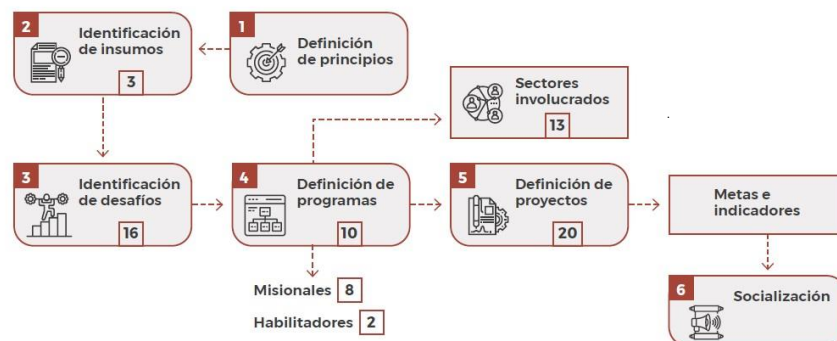 1
Definición
de principios
2
Identificación
de insumos
3
3
Identificación
de desafíos
16
4
Definición de
programas
10
Misionales 8
Habilitadores 2
Sectores
involucrados
13
5
Definición de
proyectos
20
Metas e
indicadores
6
Socialización